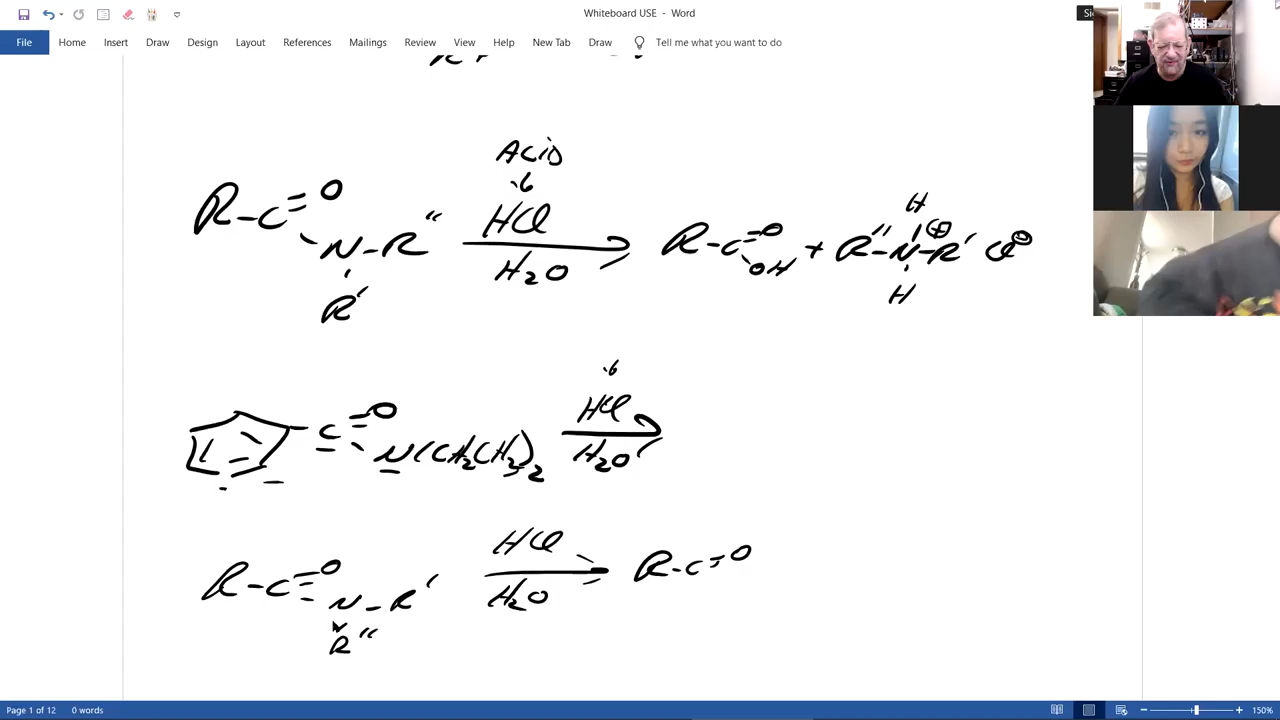 Whiteboard USE - Word
File Home Insert Draw Design Layout References Mailings Review View Help New Tab Draw Tell me what you want to do
Acid
R-C=O HCl R-C=O + R''-N-R' Cl⊖
N-R'' H2O OH H ⊕ H
R'
C=O HCl
N(CH2CH3)2 H2O
R-C=O HCl R-C=O
N-R' H2O
R''
Page 1 of 12 0 words 150%